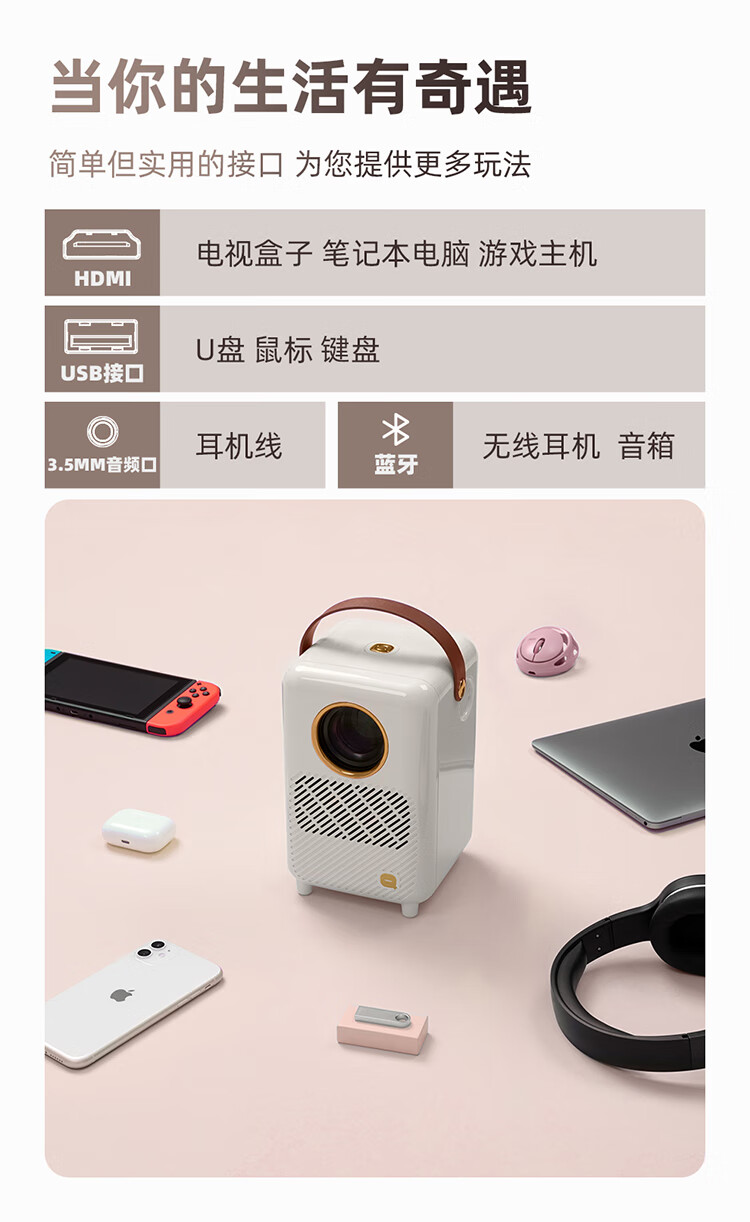 当你的生活有奇遇
简单但实用的接口 为您提供更多玩法
HDMI
电视盒子 笔记本电脑 游戏主机
USB接口
U盘 鼠标 键盘
3.5MM音频口
耳机线
蓝牙
无线耳机 音箱